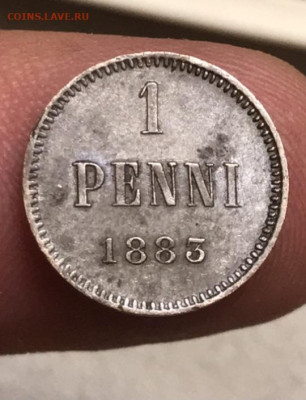 COINS.LAVE.RU
1
PENNI
1883